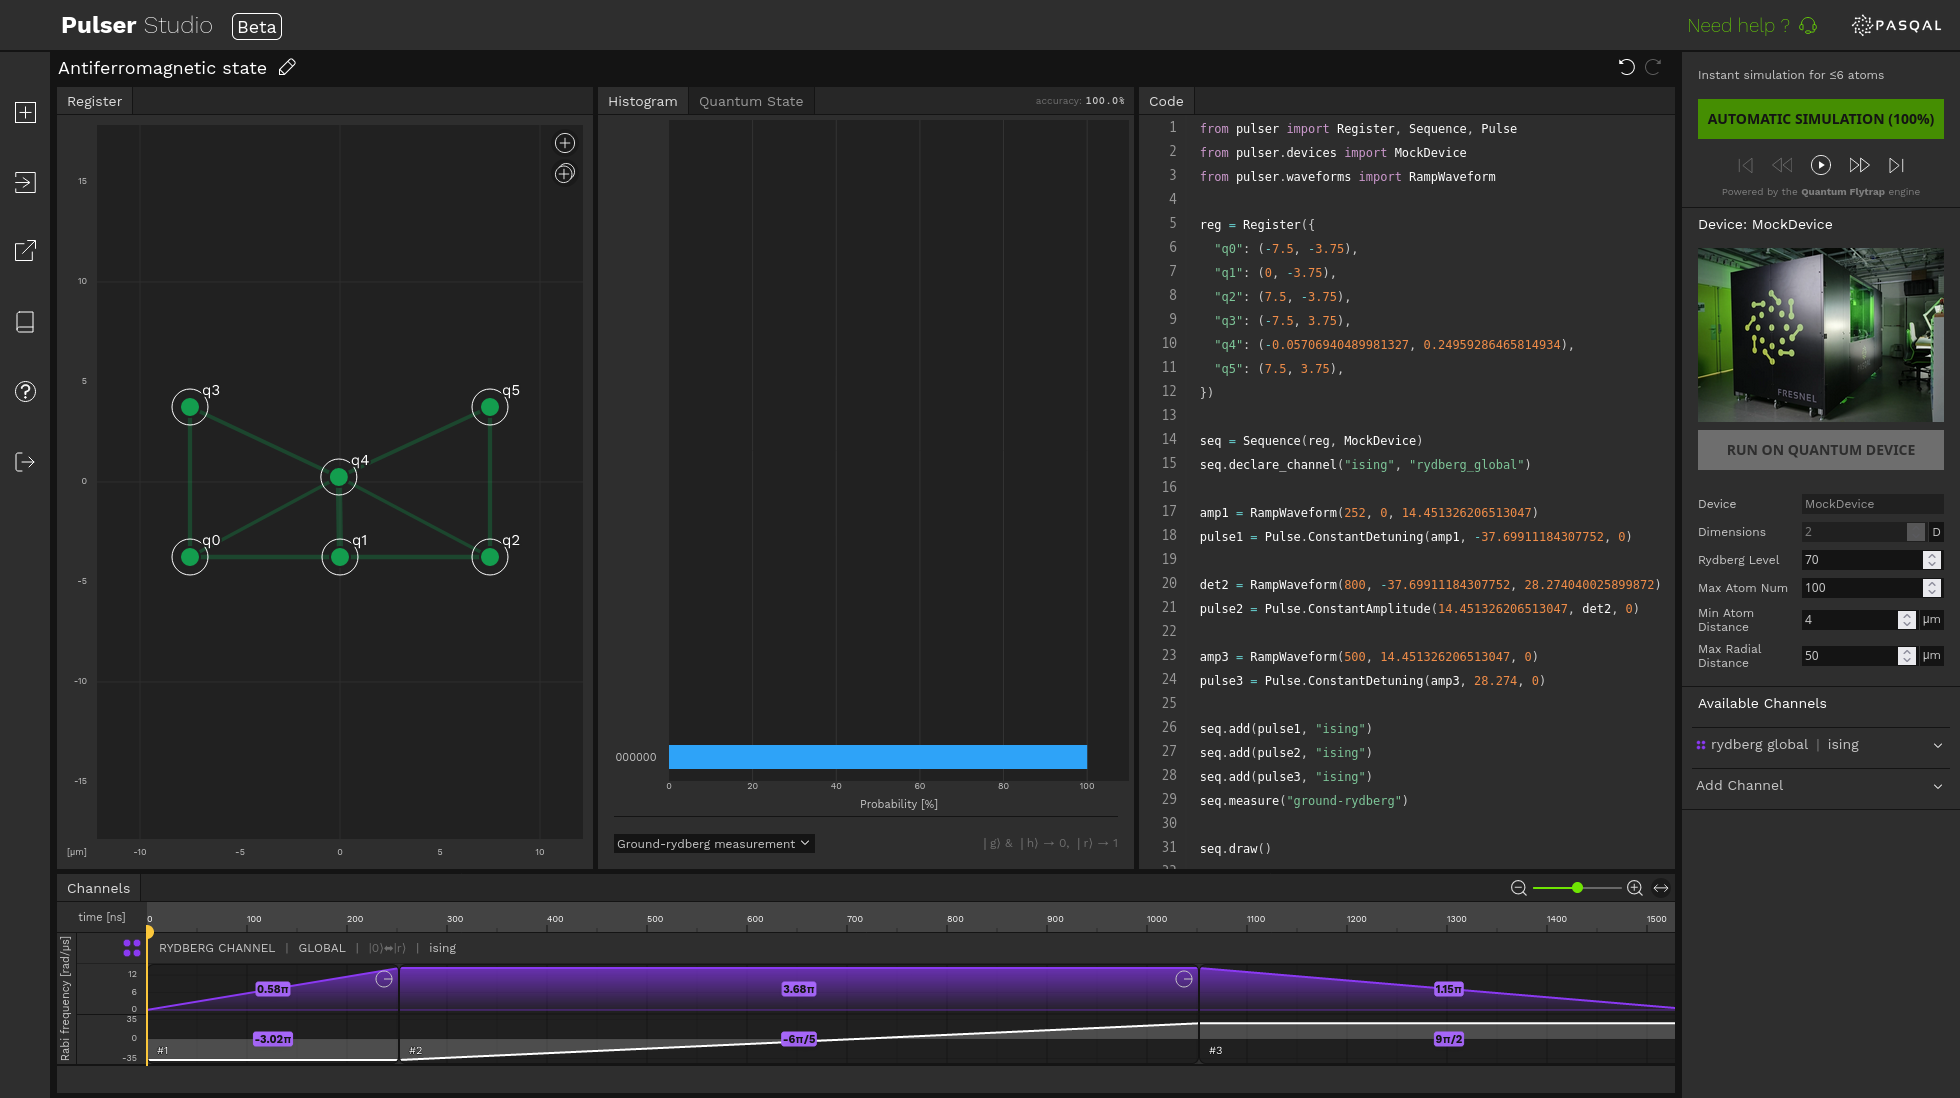 Pulser Studio Beta
Need help ?
PASQAL
Antiferromagnetic state
Register
15
10
5
0
-5
-10
-15
[μm]
-10
-5
0
5
10
q3
q5
q4
q0
q1
q2
Histogram
Quantum State
accuracy: 100.0%
000000
0
20
40
60
80
100
Probability [%]
Ground-rydberg measurement
|g⟩ & |h⟩ → 0, |r⟩ → 1
Code
1 from pulser import Register, Sequence, Pulse
2 from pulser.devices import MockDevice
3 from pulser.waveforms import RampWaveform
4
5 reg = Register({
6 "q0": (-7.5, -3.75),
7 "q1": (0, -3.75),
8 "q2": (7.5, -3.75),
9 "q3": (-7.5, 3.75),
10 "q4": (-0.05706940489981327, 0.24959286465814934),
11 "q5": (7.5, 3.75),
12 })
13
14 seq = Sequence(reg, MockDevice)
15 seq.declare_channel("ising", "rydberg_global")
16
17 amp1 = RampWaveform(252, 0, 14.451326206513047)
18 pulse1 = Pulse.ConstantDetuning(amp1, -37.69911184307752, 0)
19
20 det2 = RampWaveform(800, -37.69911184307752, 28.274040025899872)
21 pulse2 = Pulse.ConstantAmplitude(14.451326206513047, det2, 0)
22
23 amp3 = RampWaveform(500, 14.451326206513047, 0)
24 pulse3 = Pulse.ConstantDetuning(amp3, 28.274, 0)
25
26 seq.add(pulse1, "ising")
27 seq.add(pulse2, "ising")
28 seq.add(pulse3, "ising")
29 seq.measure("ground-rydberg")
30
31 seq.draw()
Instant simulation for ≤6 atoms
AUTOMATIC SIMULATION (100%)
Powered by the Quantum Flytrap engine
Device: MockDevice
FRESNEL
RUN ON QUANTUM DEVICE
Device MockDevice
Dimensions 2 D
Rydberg Level 70
Max Atom Num 100
Min Atom Distance 4 μm
Max Radial Distance 50 μm
Available Channels
rydberg global | ising
Add Channel
Channels
time [ns]
0
100
200
300
400
500
600
700
800
900
1000
1100
1200
1300
1400
1500
RYDBERG CHANNEL | GLOBAL | |0⟩⬌|r⟩ | ising
Rabi frequency [rad/μs]
12
6
0
35
0
-35
0.58π
3.68π
1.15π
-3.02π
-6π/5
9π/2
#1
#2
#3